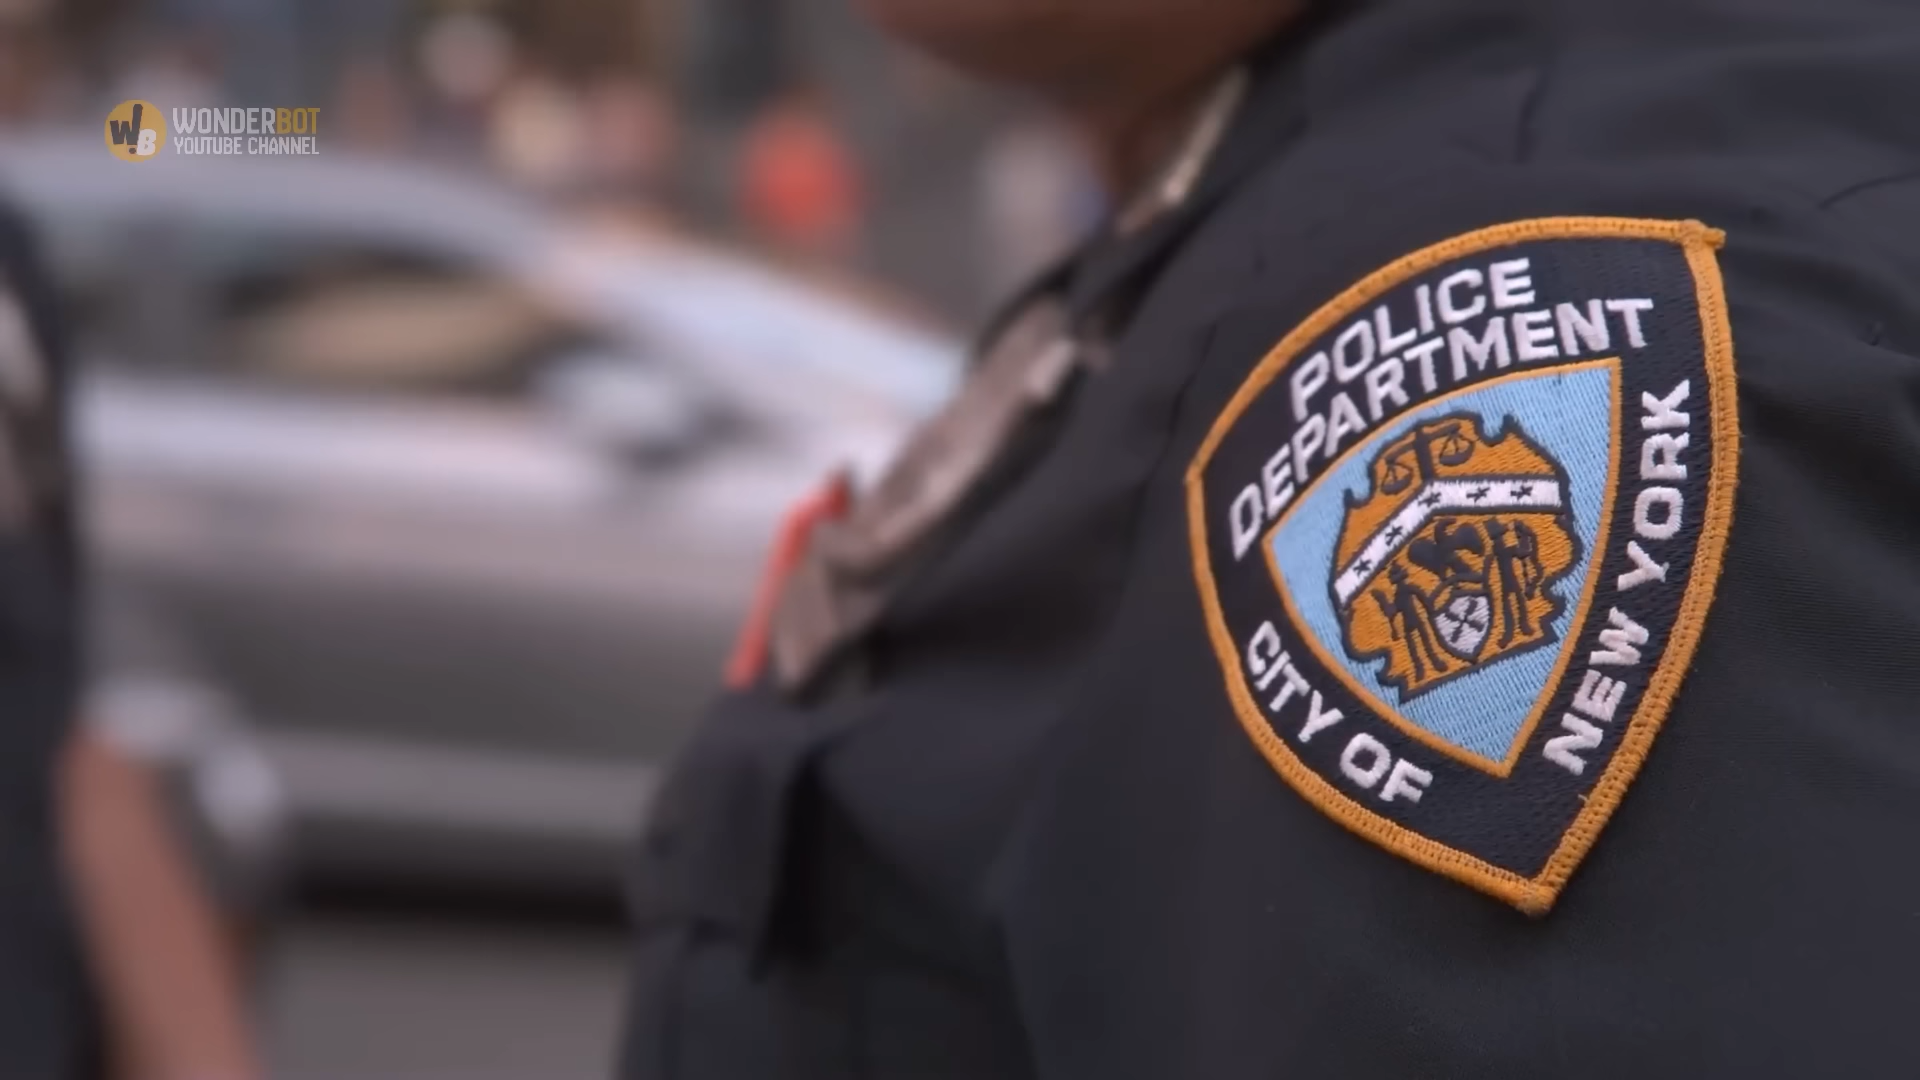 W!B
WONDERBOT
YOUTUBE CHANNEL
POLICE
DEPARTMENT
CITY OF
NEW YORK